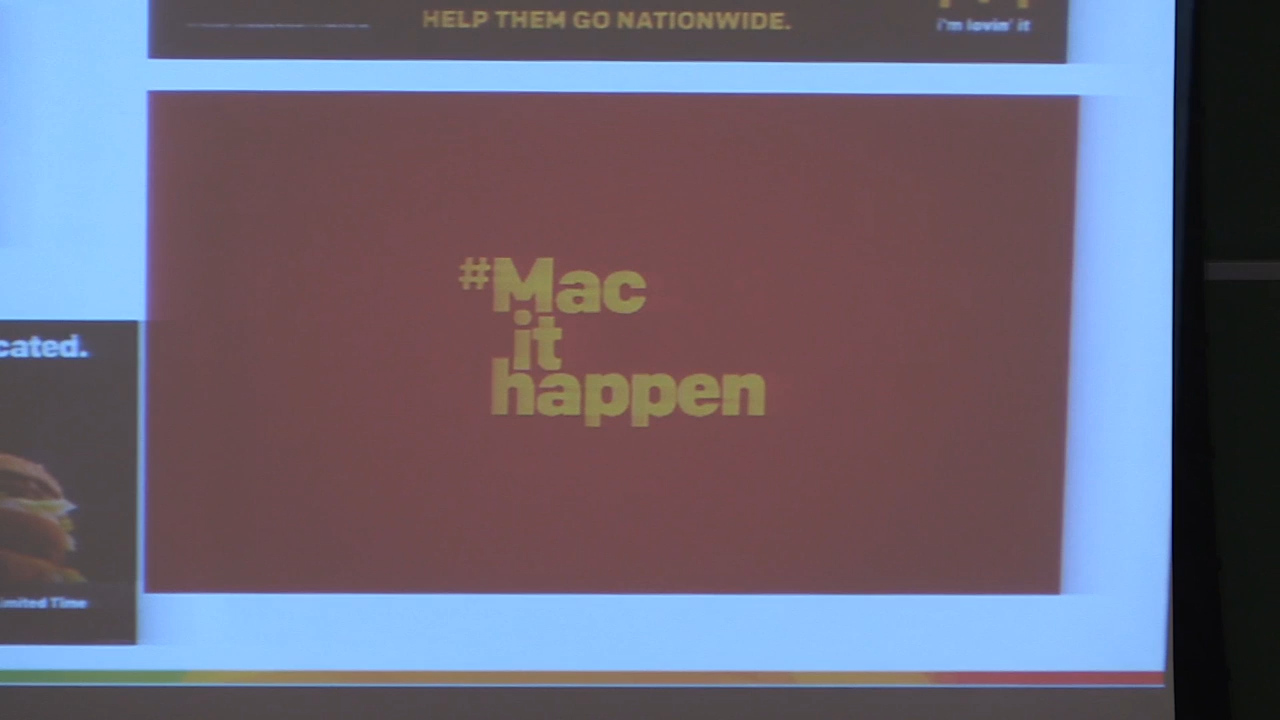 HELP THEM GO NATIONWIDE.
i'm lovin' it
#Mac
it
happen
cated.
imited Time